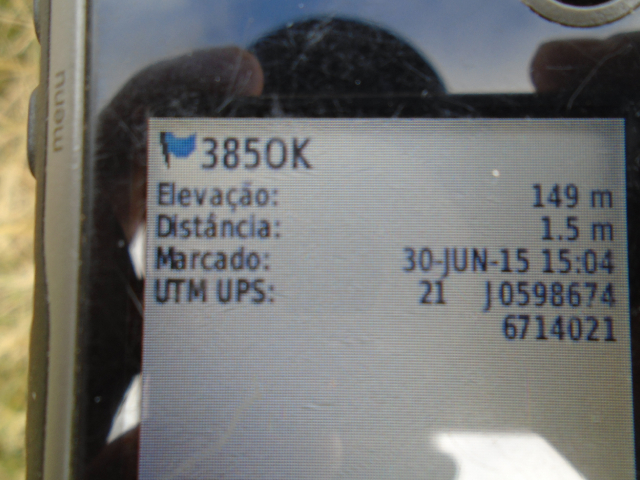 menu
385OK
Elevação: 149 m
Distância: 1.5 m
Marcado: 30-JUN-15 15:04
UTM UPS: 21 J0598674
6714021